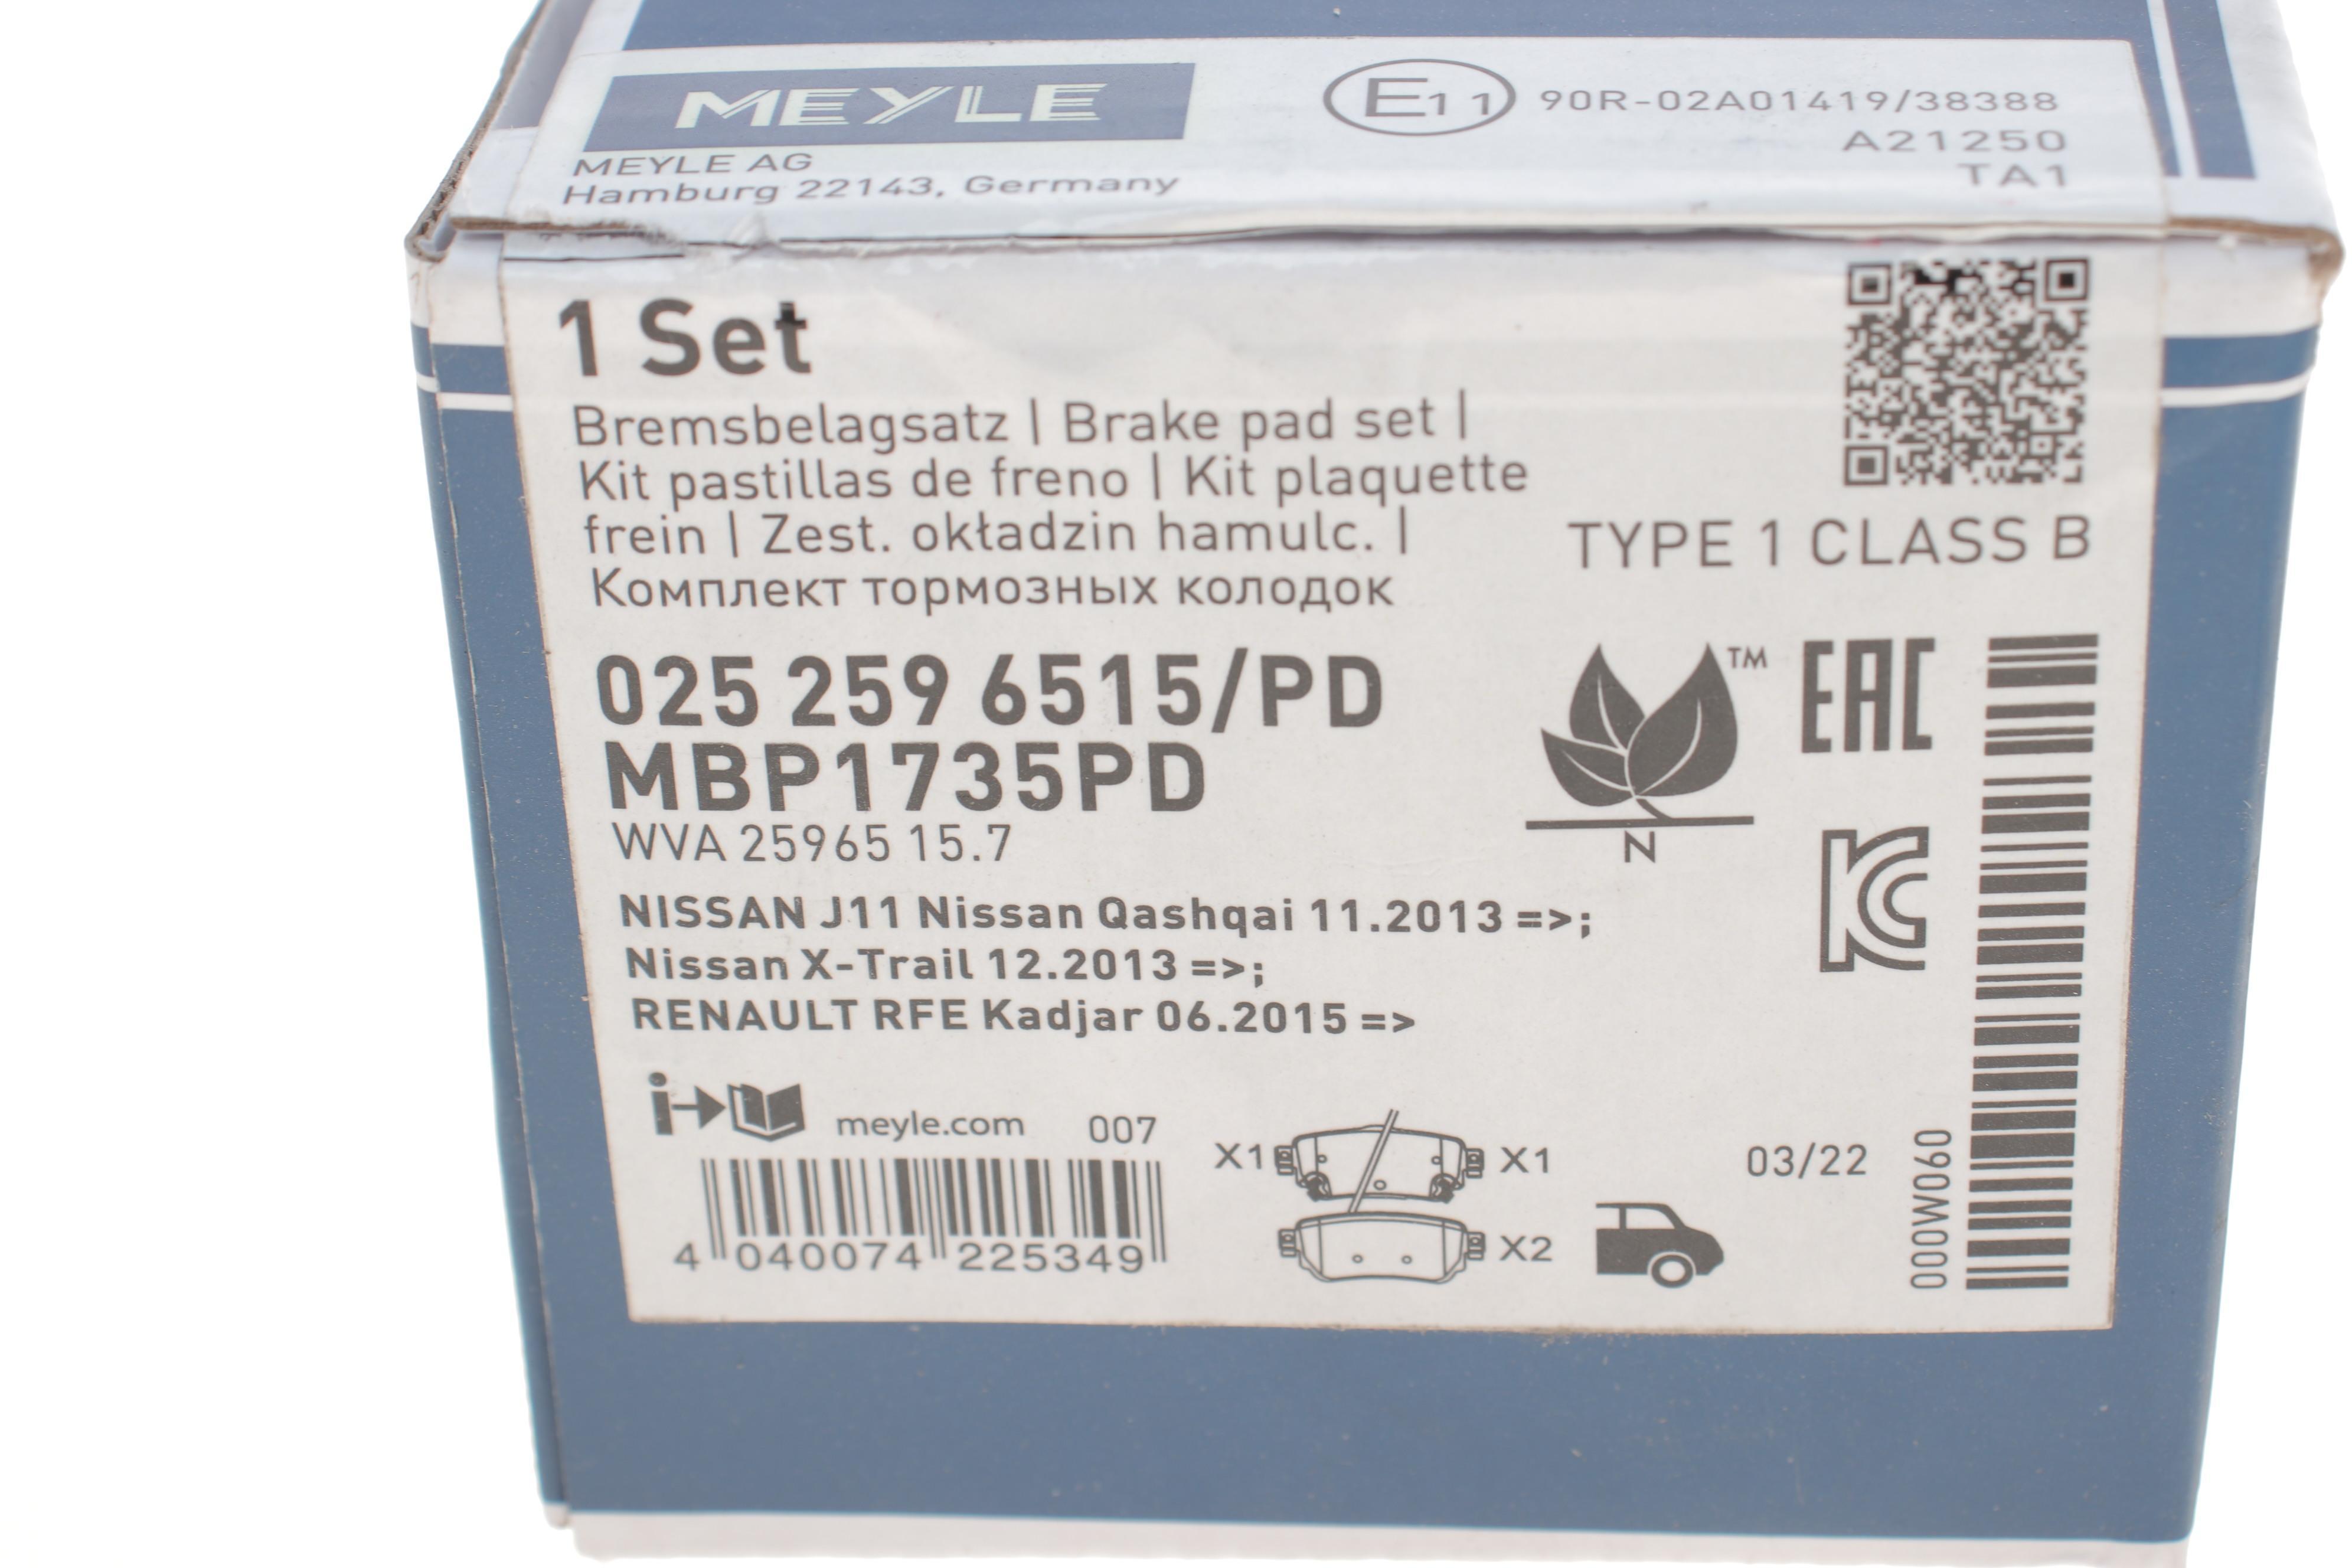 MEYLE
E11 90R-02A01419/38388
A21250
TA1
MEYLE AG
Hamburg 22143, Germany
1 Set
Bremsbelagsatz | Brake pad set |
Kit pastillas de freno | Kit plaquette
frein | Zest. okładzin hamulc. |
Комплект тормозных колодок
TYPE 1 CLASS B
025 259 6515/PD
MBP1735PD
WVA 25965 15.7
TM
EAC
N
KC
NISSAN J11 Nissan Qashqai 11.2013 =>;
Nissan X-Trail 12.2013 =>;
RENAULT RFE Kadjar 06.2015 =>
i meyle.com 007
X1 X1
X2
03/22
000W060
4 040074 225349